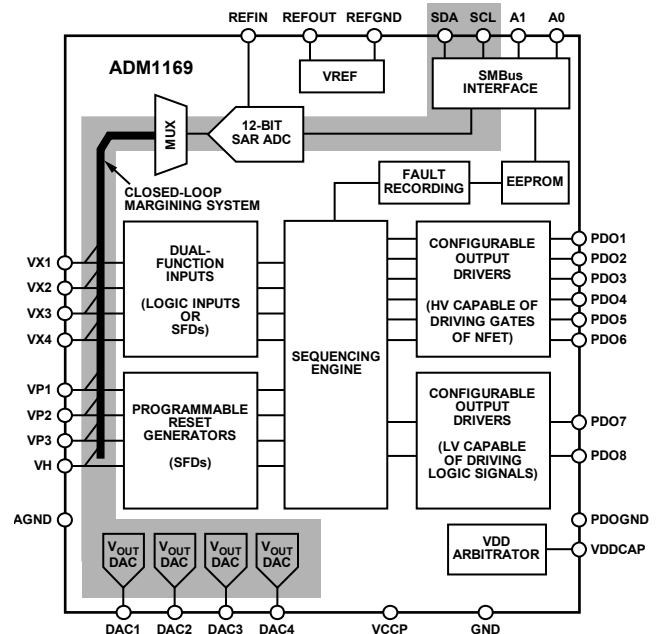 REFIN REFOUT REFGND SDA SCL A1 A0
ADM1169
VREF
SMBus
INTERFACE
MUX
12-BIT
SAR ADC
CLOSED-LOOP
MARGINING SYSTEM
FAULT
RECORDING
EEPROM
VX1
VX2
VX3
VX4
VP1
VP2
VP3
VH
AGND
DUAL-
FUNCTION
INPUTS
(LOGIC INPUTS
OR
SFDs)
PROGRAMMABLE
RESET
GENERATORS
(SFDs)
SEQUENCING
ENGINE
CONFIGURABLE
OUTPUT
DRIVERS
(HV CAPABLE OF
DRIVING GATES
OF NFET)
CONFIGURABLE
OUTPUT
DRIVERS
(LV CAPABLE
OF DRIVING
LOGIC SIGNALS)
PDO1
PDO2
PDO3
PDO4
PDO5
PDO6
PDO7
PDO8
PDOGND
VDDCAP
VDD
ARBITRATOR
VOUT
DAC
VOUT
DAC
VOUT
DAC
VOUT
DAC
DAC1 DAC2 DAC3 DAC4 VCCP GND